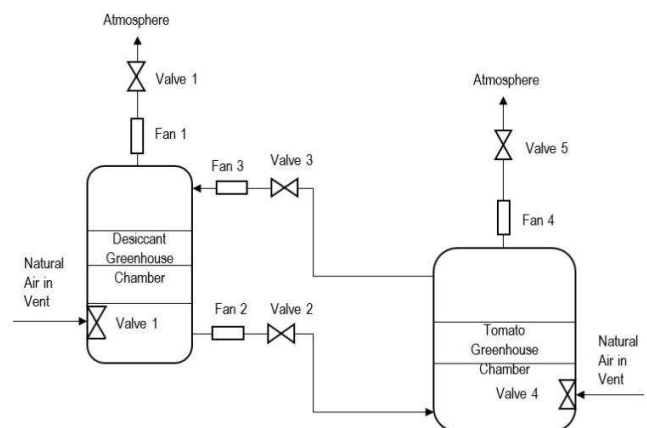 Atmosphere
Valve 1
Fan 1
Atmosphere
Valve 5
Fan 4
Fan 3
Valve 3
Desiccant
Greenhouse
Chamber
Natural
Air in
Vent
Valve 1
Fan 2
Valve 2
Tomato
Greenhouse
Chamber
Valve 4
Natural
Air in
Vent